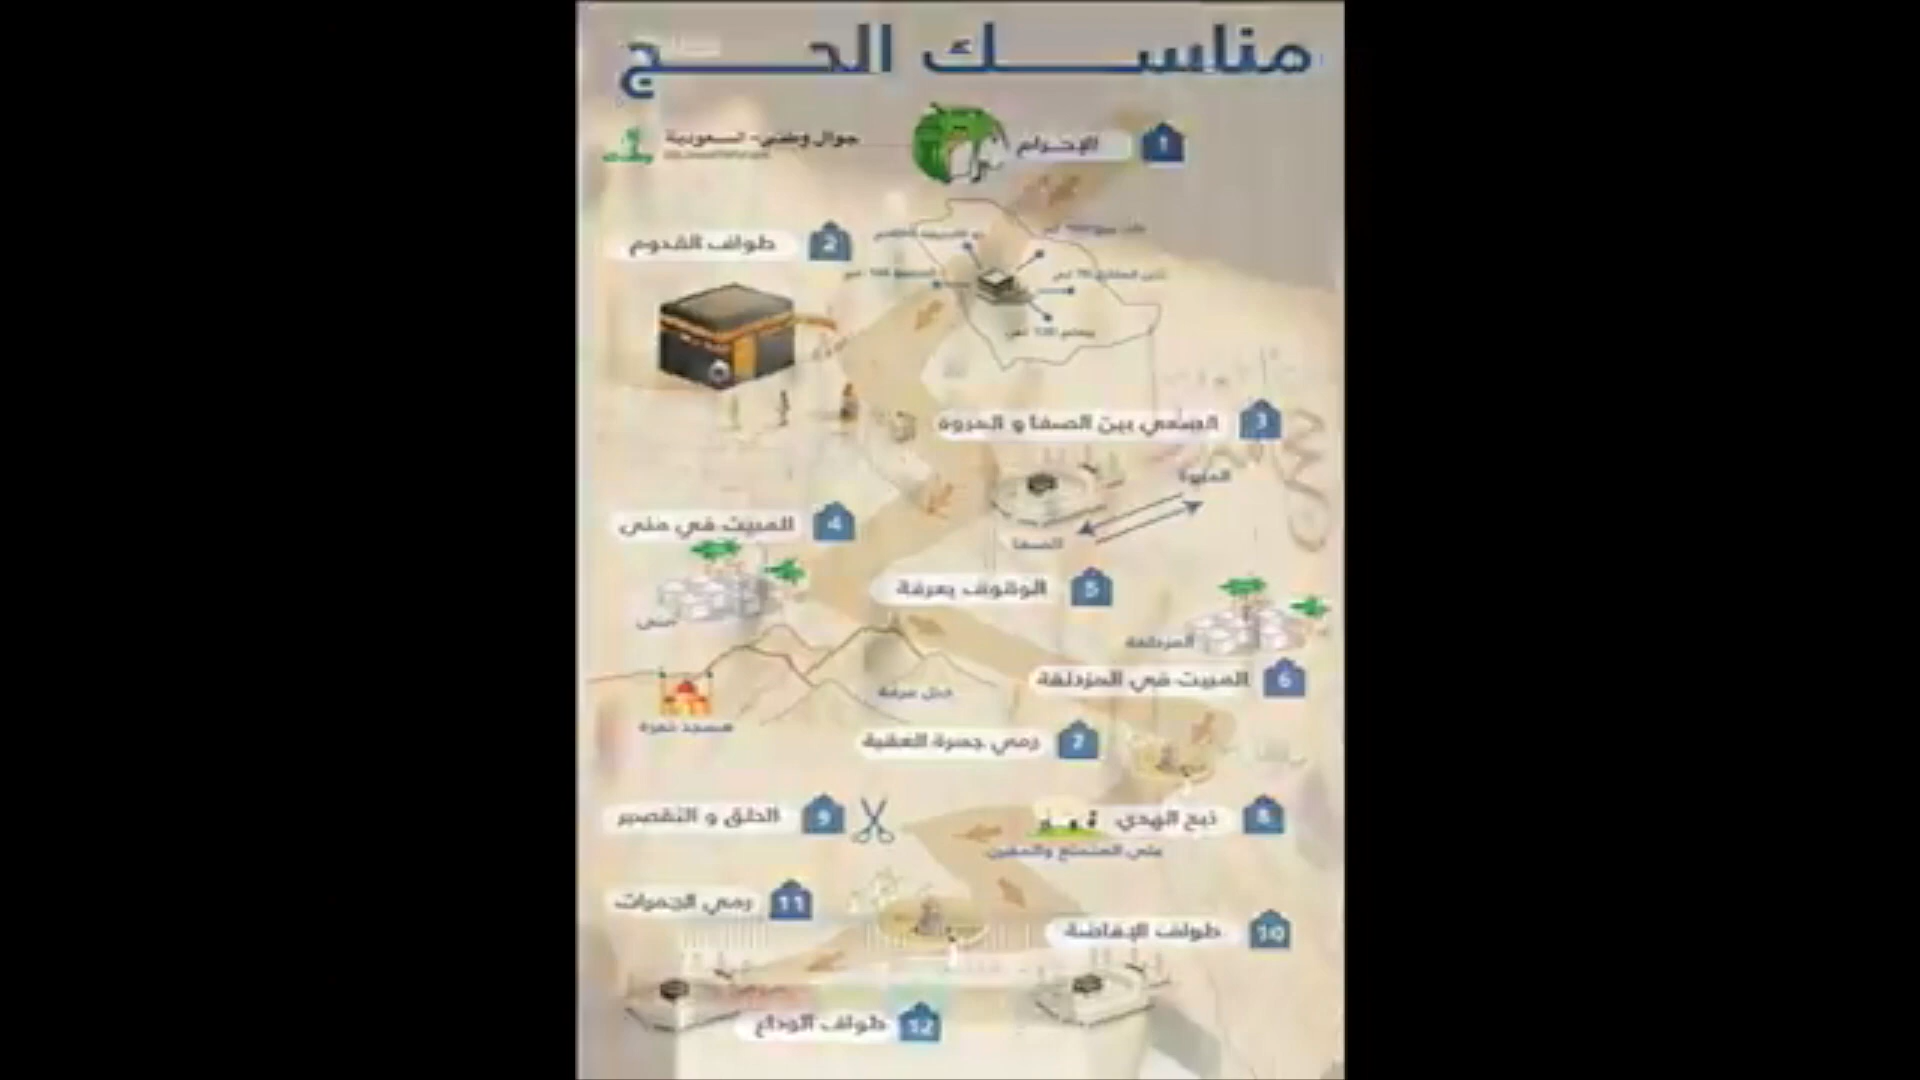 مناسك الحج
1 الإحرام
جوال وطني- السعودية
2 طواف القدوم
3 السعي بين الصفا و المروة
المروة
الصفا
4 المبيت في منى
منى
5 الوقوف بعرفة
المزدلفة
6 المبيت في المزدلفة
جبل عرفة
مسجد نمرة
7 رمي جمرة العقبة
8 ذبح الهدي
على المتمتع والمقرن
9 الحلق و التقصير
10 طواف الإفاضة
11 رمي الجمرات
12 طواف الوداع